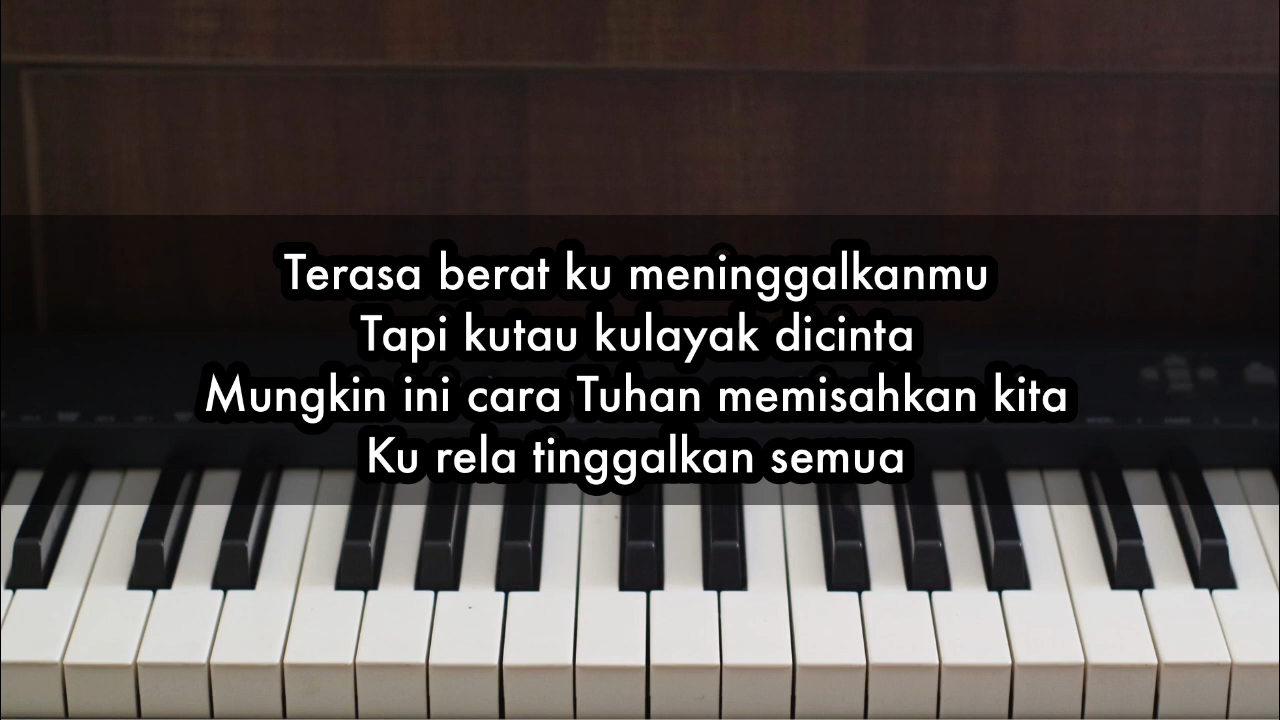 Terasa berat ku meninggalkanmu
Tapi kutau kulayak dicinta
Mungkin ini cara Tuhan memisahkan kita
Ku rela tinggalkan semua